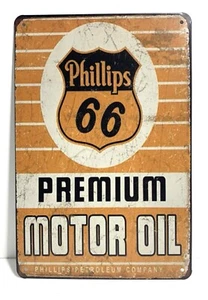 Phillips
66
PREMIUM
MOTOR OIL
PHILLIPS PETROLEUM COMPANY